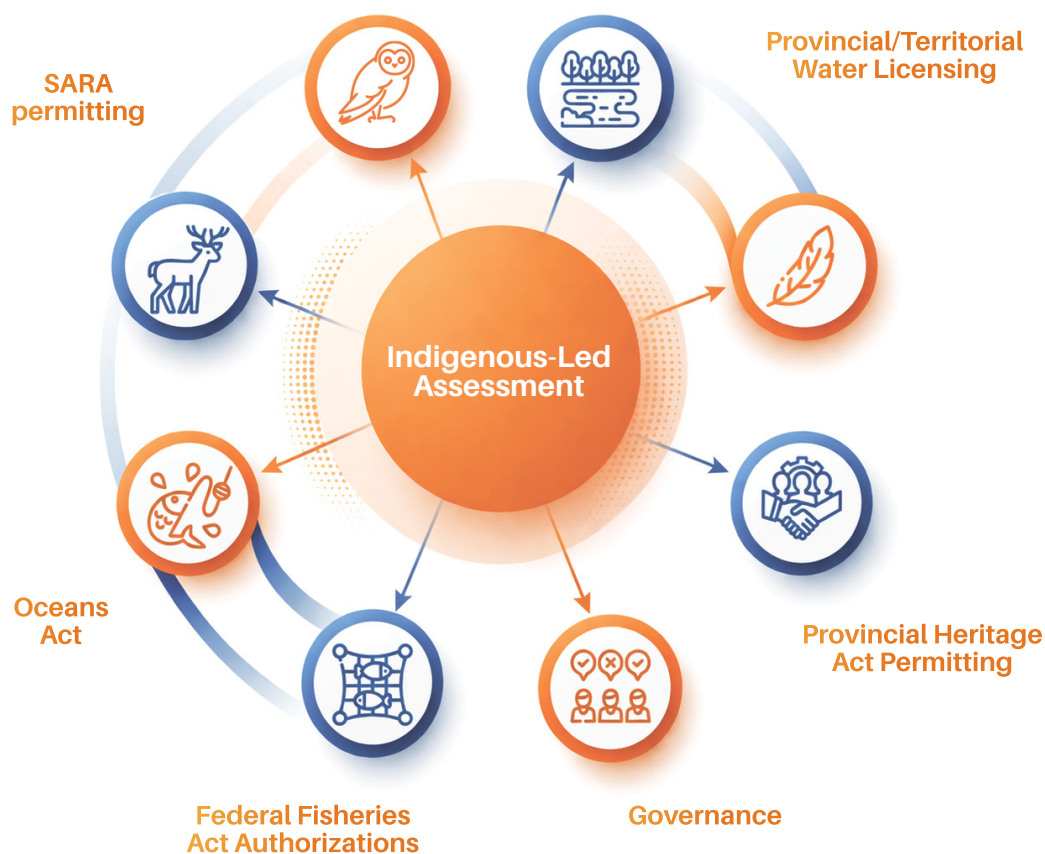 Provincial/Territorial
Water Licensing
SARA
permitting
Indigenous-Led
Assessment
Oceans
Act
Provincial Heritage
Act Permitting
Federal Fisheries
Act Authorizations
Governance